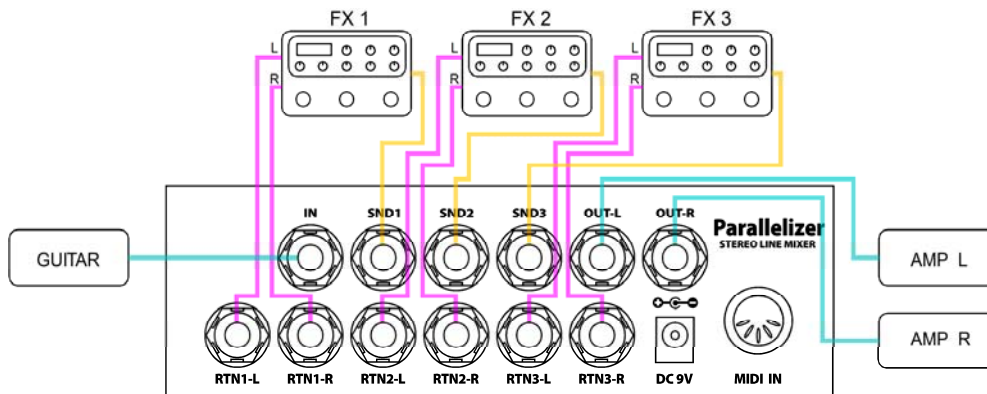 FX 1 FX 2 FX 3
L L L
R R R
IN SND1 SND2 SND3 OUT-L OUT-R
Parallelizer
STEREO LINE MIXER
GUITAR
AMP L
AMP R
RTN1-L RTN1-R RTN2-L RTN2-R RTN3-L RTN3-R DC 9V MIDI IN